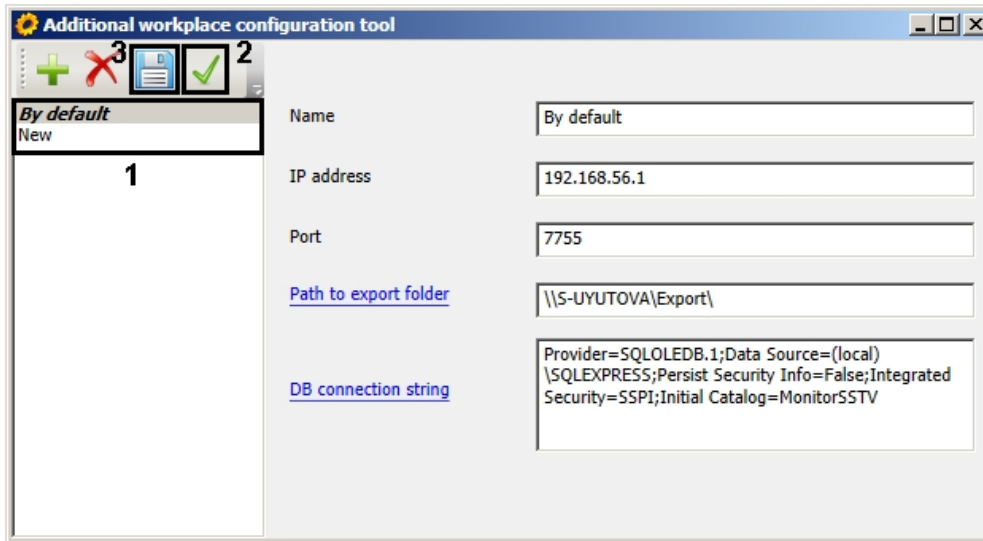 Additional workplace configuration tool
3
2
By default
New
1
Name
By default
IP address
192.168.56.1
Port
7755
Path to export folder
\\S-UYUTOVA\Export\
DB connection string
Provider=SQLOLEDB.1;Data Source=(local)
\SQLEXPRESS;Persist Security Info=False;Integrated
Security=SSPI;Initial Catalog=MonitorSSTV